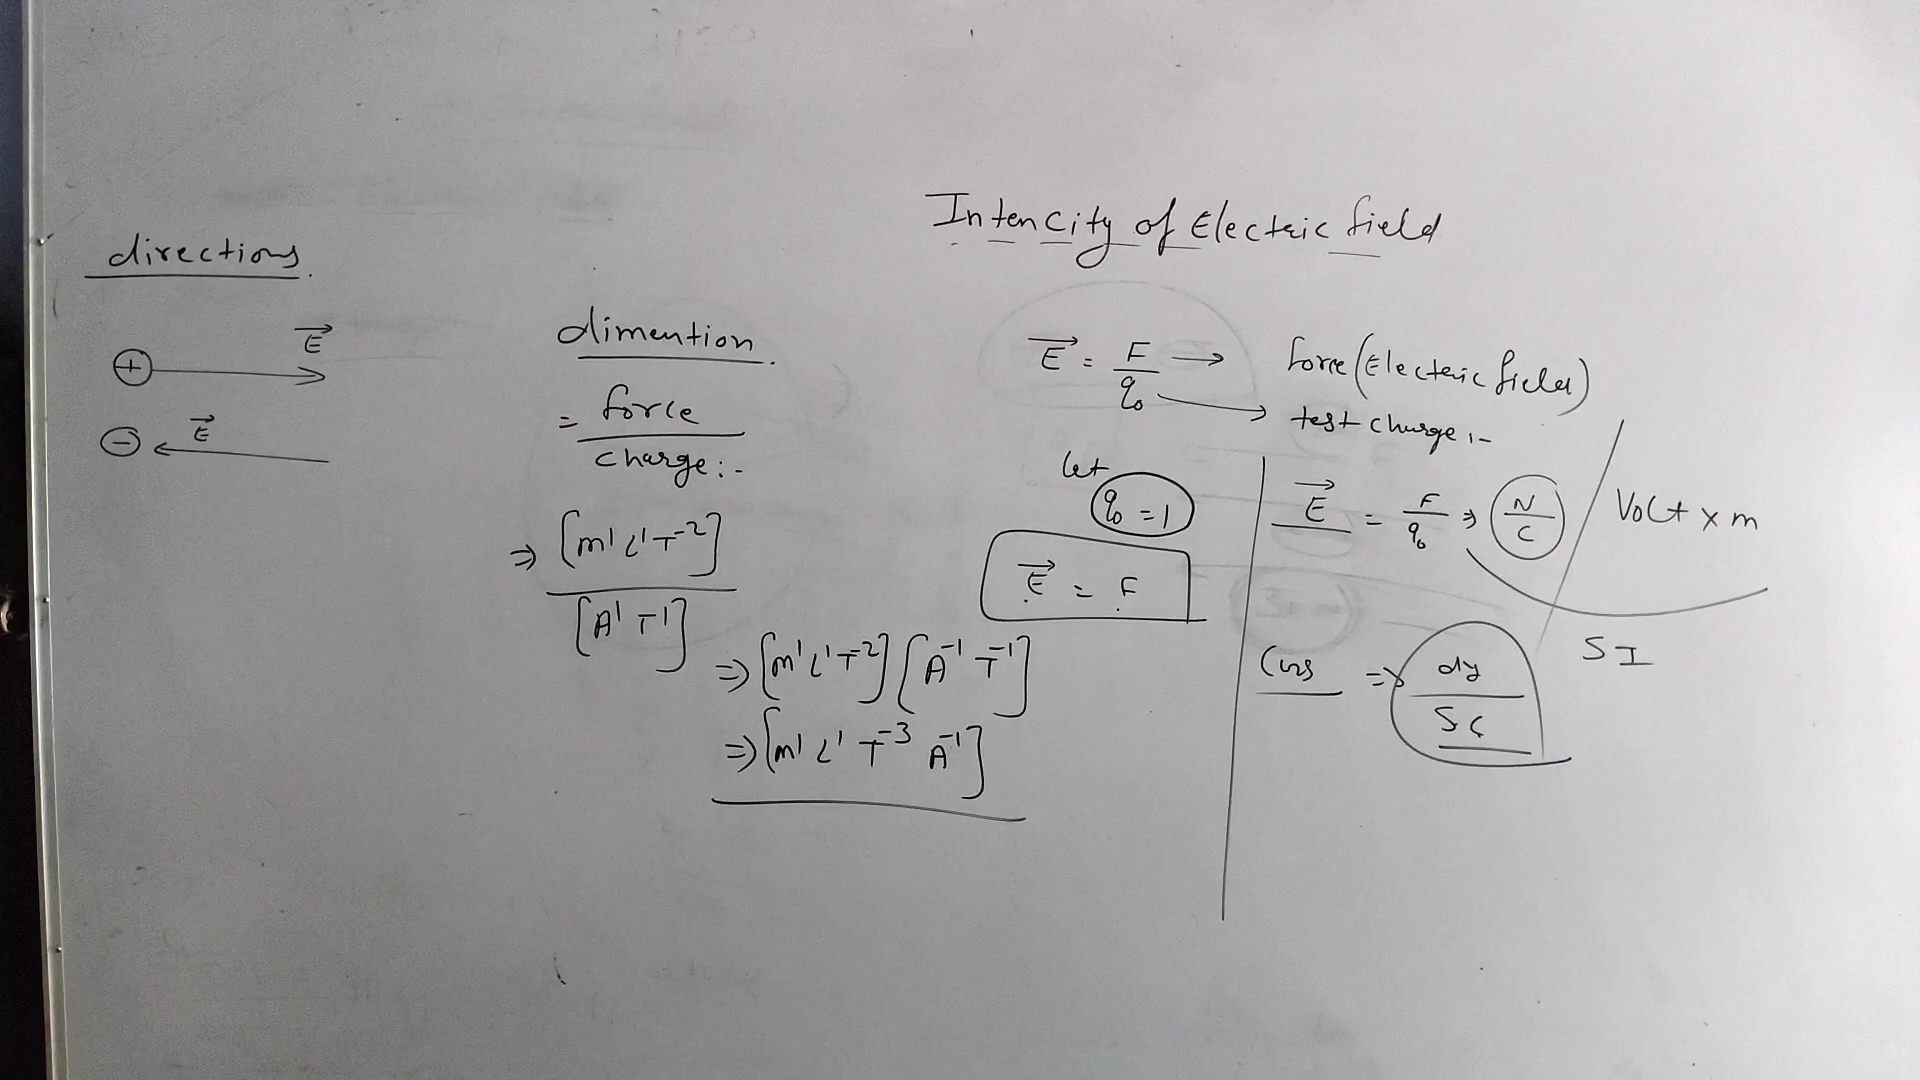 Intencity of Electric field
directions.
E
+
E
−
dimention.
= force
charge:-
⇒ [m¹ L¹ T⁻²]
[A¹ T¹]
⇒ [m¹ L¹ T⁻²] [A⁻¹ T⁻¹]
⇒ [m¹ L¹ T⁻³ A⁻¹]
E = F → force (Electric field)
q₀ → test charge :-
let
q₀ = 1
E = F
E = F ⇒ N / Volt x m
q₀ C
SI
Cgs ⇒ dy
SC